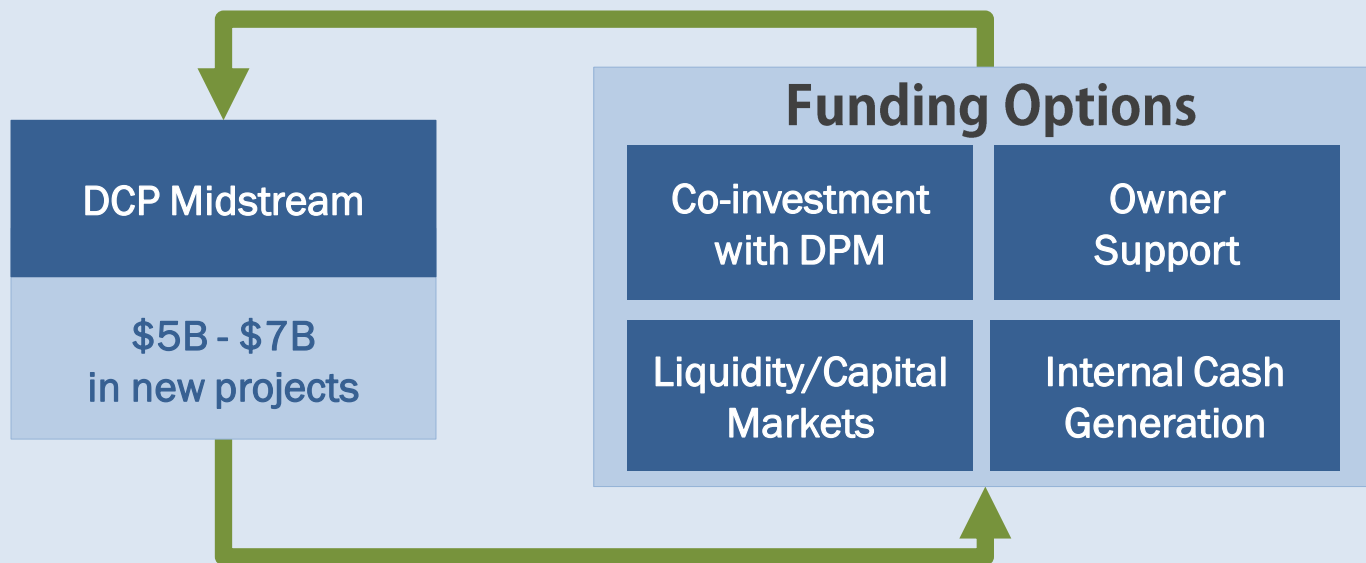 DCP Midstream
$5B - $7B
in new projects
Funding Options
Co-investment
with DPM
Owner
Support
Liquidity/Capital
Markets
Internal Cash
Generation